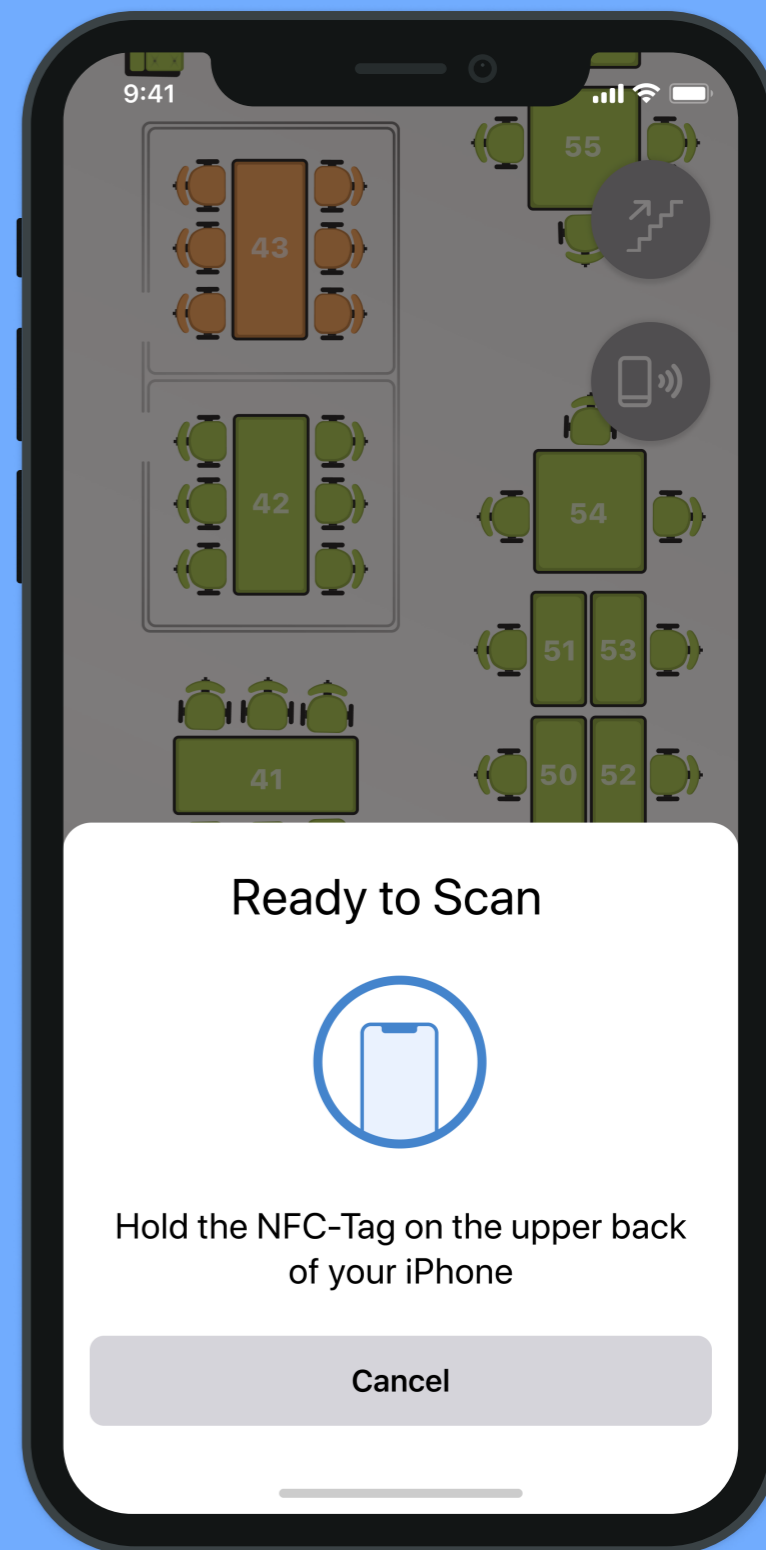 9:41
55
43
42
54
51 53
50 52
41
Ready to Scan
Hold the NFC-Tag on the upper back
of your iPhone
Cancel